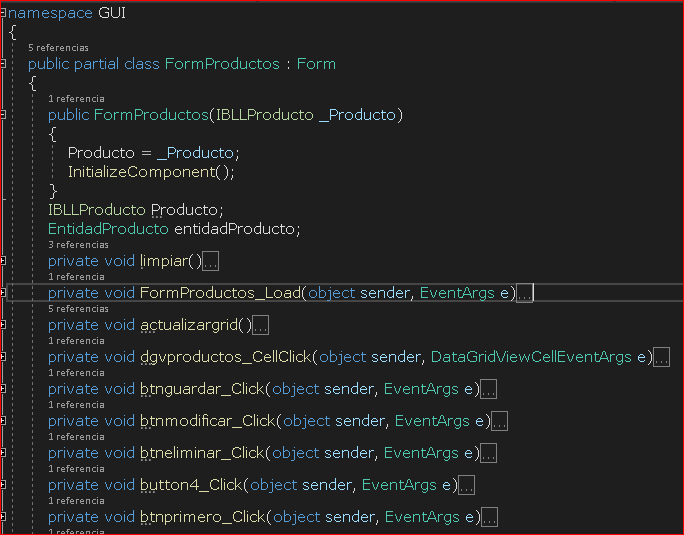 namespace GUI
{
5 referencias
public partial class FormProductos : Form
{
1 referencia
public FormProductos(IBLLProducto _Producto)
{
Producto = _Producto;
InitializeComponent();
}
IBLLProducto Producto;
EntidadProducto entidadProducto;
3 referencias
private void limpiar()...
1 referencia
private void FormProductos_Load(object sender, EventArgs e)...
5 referencias
private void actualizargrid()...
1 referencia
private void dgvproductos_CellClick(object sender, DataGridViewCellEventArgs e)...
1 referencia
private void btnguardar_Click(object sender, EventArgs e)...
1 referencia
private void btnmodificar_Click(object sender, EventArgs e)...
1 referencia
private void btneliminar_Click(object sender, EventArgs e)...
1 referencia
private void button4_Click(object sender, EventArgs e)...
1 referencia
private void btnprimero_Click(object sender, EventArgs e)...
1 referencia